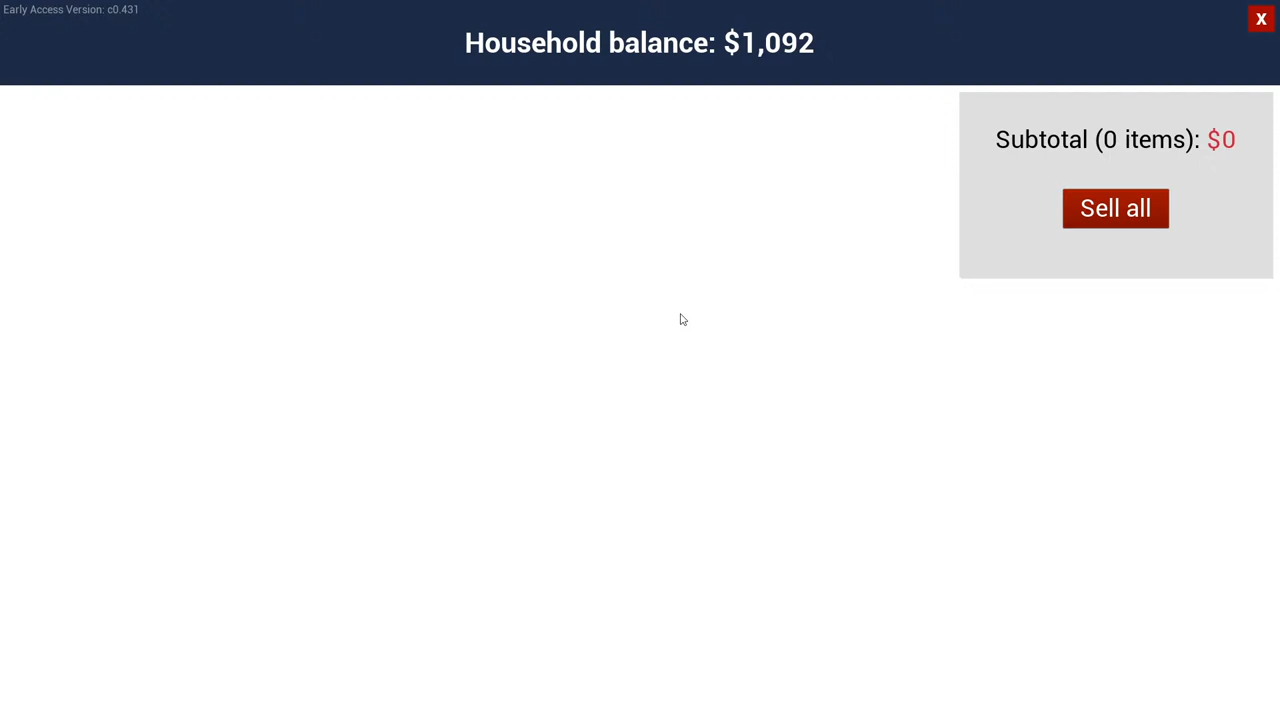 Early Access Version: c0.431
X
Household balance: $1,092
Subtotal (0 items): $0
Sell all